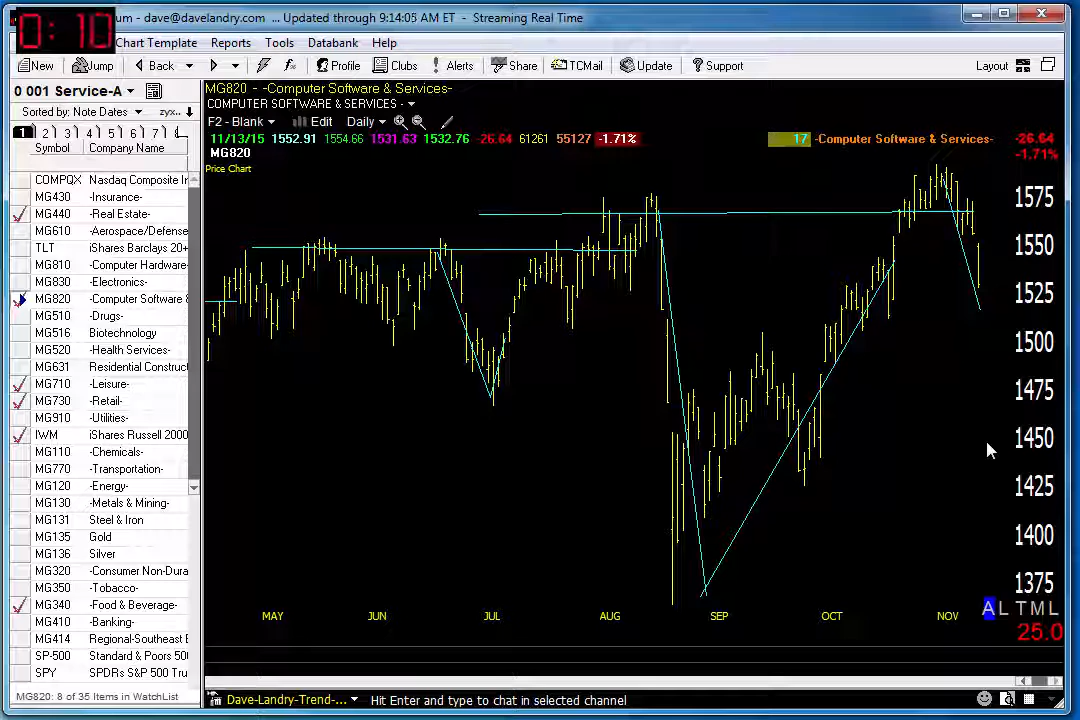 0:10
um - dave@davelandry.com ... Updated through 9:14:05 AM ET - Streaming Real Time
Chart Template Reports Tools Databank Help
New Jump Back Profile Clubs Alerts Share TCMail Update Support Layout
0 001 Service-A
Sorted by: Note Dates zyx..
1 2 3 4 5 6 7
Symbol Company Name
COMPQX Nasdaq Composite In
MG430 -Insurance-
MG440 -Real Estate-
MG610 -Aerospace/Defense
TLT iShares Barclays 20+
MG810 -Computer Hardware-
MG830 -Electronics-
MG820 -Computer Software &
MG510 -Drugs-
MG516 Biotechnology
MG520 -Health Services-
MG631 Residential Construct
MG710 -Leisure-
MG730 -Retail-
MG910 -Utilities-
IWM iShares Russell 2000
MG110 -Chemicals-
MG770 -Transportation-
MG120 -Energy-
MG130 -Metals & Mining-
MG131 Steel & Iron
MG135 Gold
MG136 Silver
MG320 -Consumer Non-Dura
MG350 -Tobacco-
MG340 -Food & Beverage-
MG410 -Banking-
MG414 Regional-Southeast B
SP-500 Standard & Poors 500
SPY SPDRs S&P 500 Tru
MG820: 8 of 35 Items in WatchList
MG820 - -Computer Software & Services-
COMPUTER SOFTWARE & SERVICES -
F2 - Blank Edit Daily
11/13/15 1552.91 1554.66 1531.63 1532.76 -26.64 61261 55127 -1.71%
17 -Computer Software & Services- -26.64
-1.71%
MG820
Price Chart
1575
1550
1525
1500
1475
1450
1425
1400
1375
MAY JUN JUL AUG SEP OCT NOV
A L T M L
25.0
Dave-Landry-Trend-... Hit Enter and type to chat in selected channel